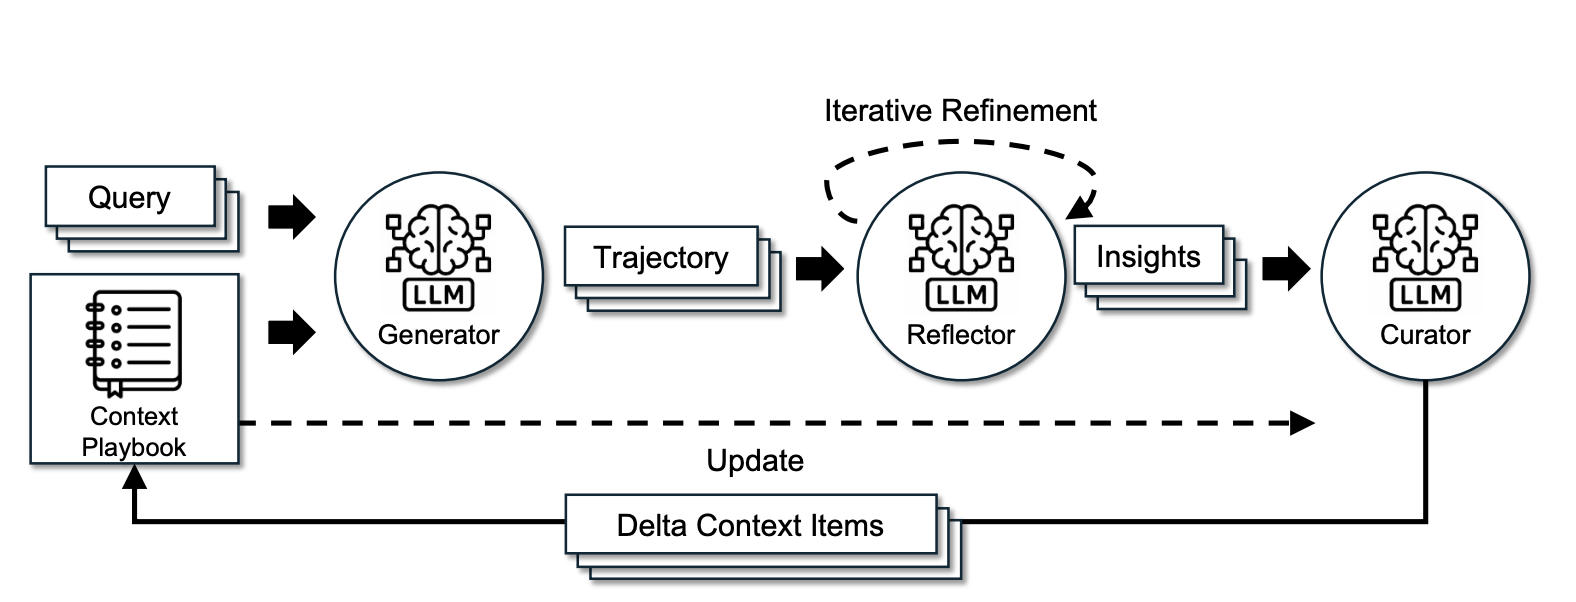 Iterative Refinement
Query
Trajectory
Insights
LLM
Generator
LLM
Reflector
LLM
Curator
Context
Playbook
Update
Delta Context Items